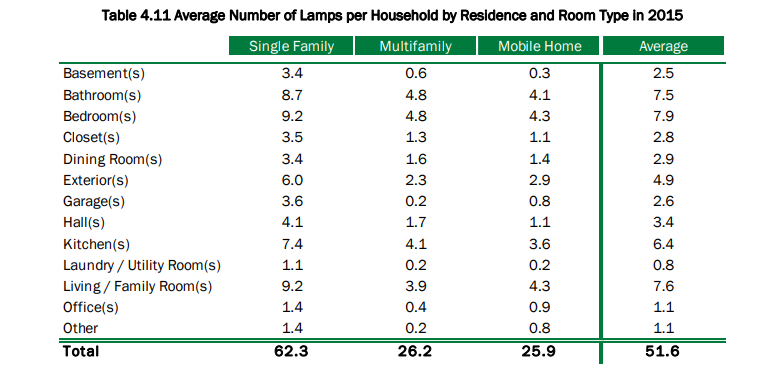 Table 4.11 Average Number of Lamps per Household by Residence and Room Type in 2015
Single Family Multifamily Mobile Home Average
Basement(s) 3.4 0.6 0.3 2.5
Bathroom(s) 8.7 4.8 4.1 7.5
Bedroom(s) 9.2 4.8 4.3 7.9
Closet(s) 3.5 1.3 1.1 2.8
Dining Room(s) 3.4 1.6 1.4 2.9
Exterior(s) 6.0 2.3 2.9 4.9
Garage(s) 3.6 0.2 0.8 2.6
Hall(s) 4.1 1.7 1.1 3.4
Kitchen(s) 7.4 4.1 3.6 6.4
Laundry / Utility Room(s) 1.1 0.2 0.2 0.8
Living / Family Room(s) 9.2 3.9 4.3 7.6
Office(s) 1.4 0.4 0.9 1.1
Other 1.4 0.2 0.8 1.1
Total 62.3 26.2 25.9 51.6